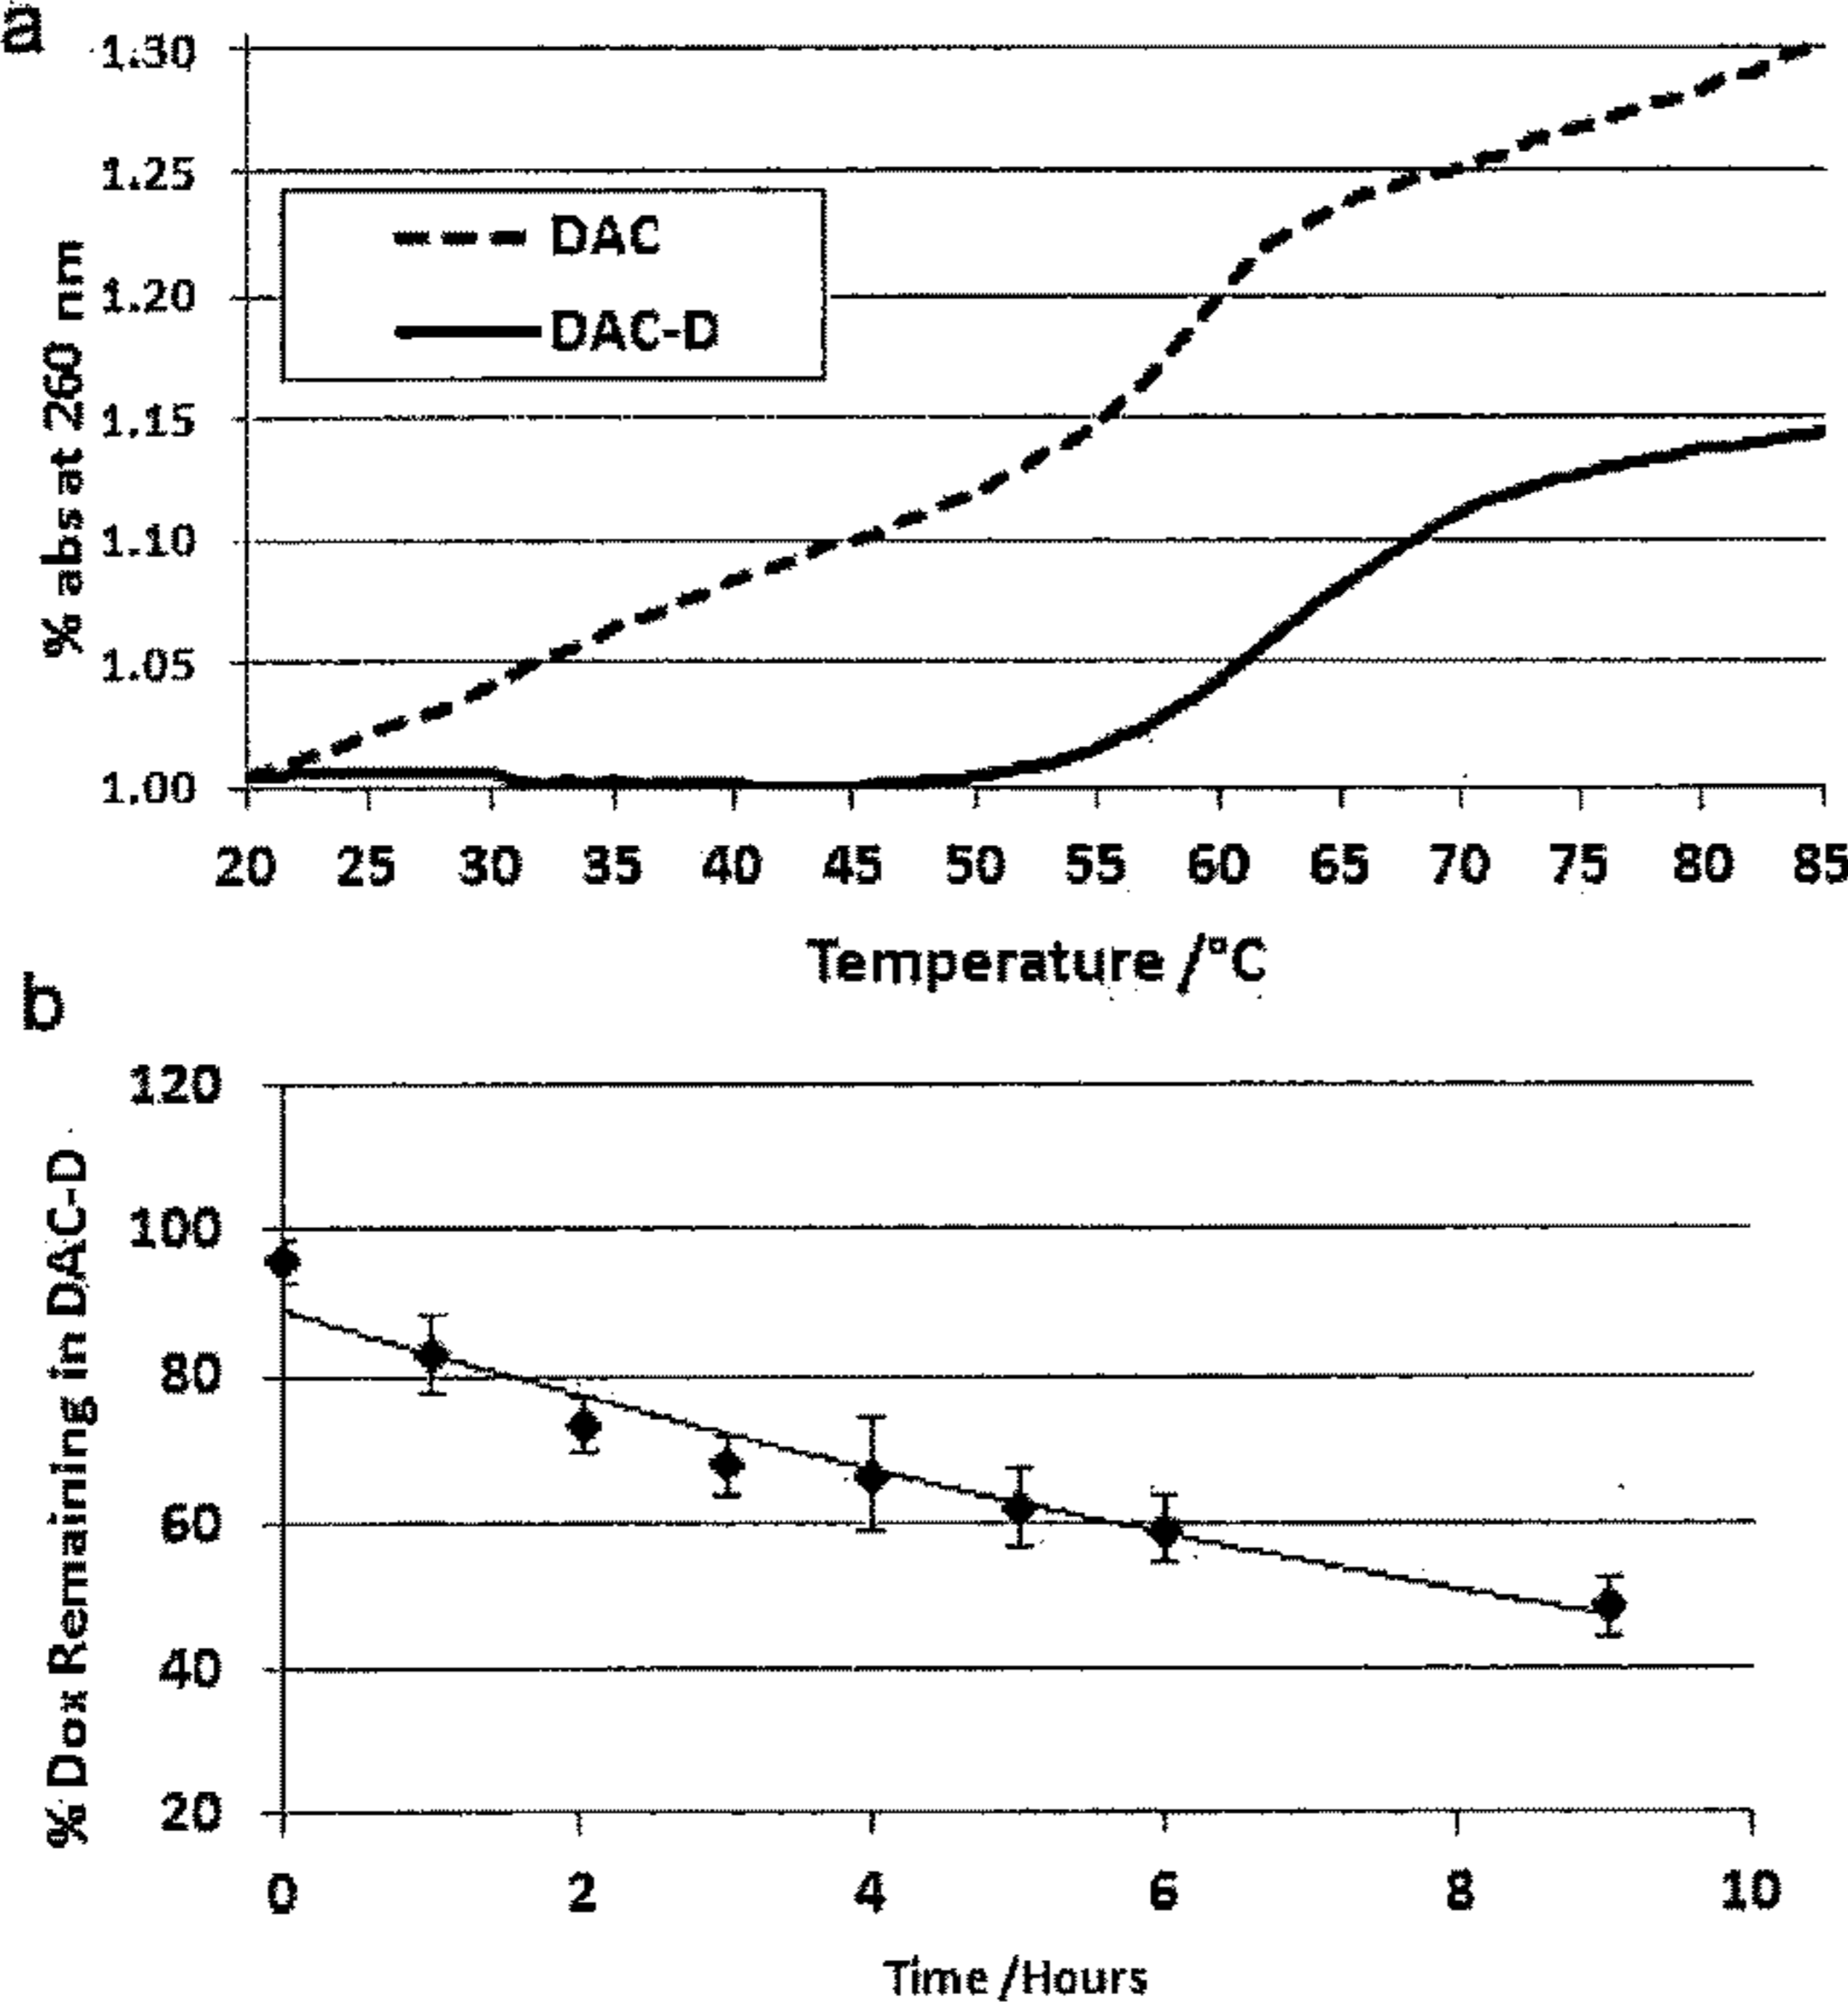 a
1.30
1.25
1.20
1.15
1.10
1.05
1.00
% abs at 260 nm
DAC
DAC-D
20 25 30 35 40 45 50 55 60 65 70 75 80 85
Temperature /°C
b
120
100
80
60
40
20
% Dox Remaining in DAC-D
0 2 4 6 8 10
Time /Hours